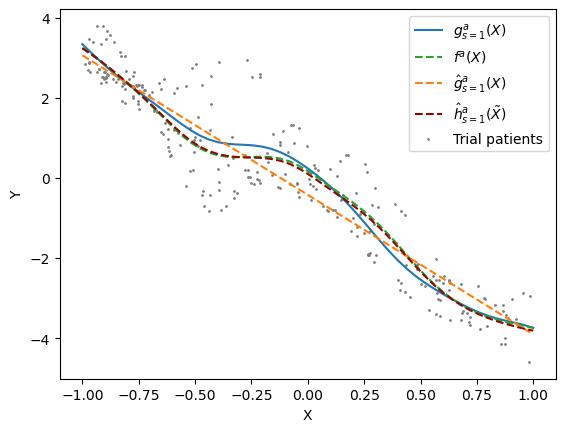 g^a_{s=1}(X)
f^a(X)
ĝ^a_{s=1}(X)
ĥ^a_{s=1}(X̃)
Trial patients
4
2
0
−2
−4
Y
−1.00 −0.75 −0.50 −0.25 0.00 0.25 0.50 0.75 1.00
X